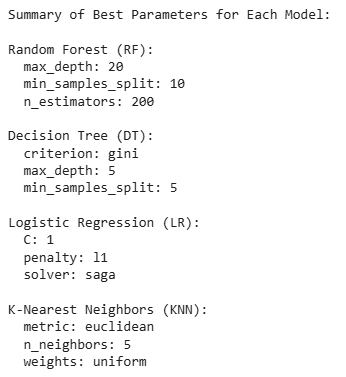 Summary of Best Parameters for Each Model:
Random Forest (RF):
max_depth: 20
min_samples_split: 10
n_estimators: 200
Decision Tree (DT):
criterion: gini
max_depth: 5
min_samples_split: 5
Logistic Regression (LR):
C: 1
penalty: l1
solver: saga
K-Nearest Neighbors (KNN):
metric: euclidean
n_neighbors: 5
weights: uniform